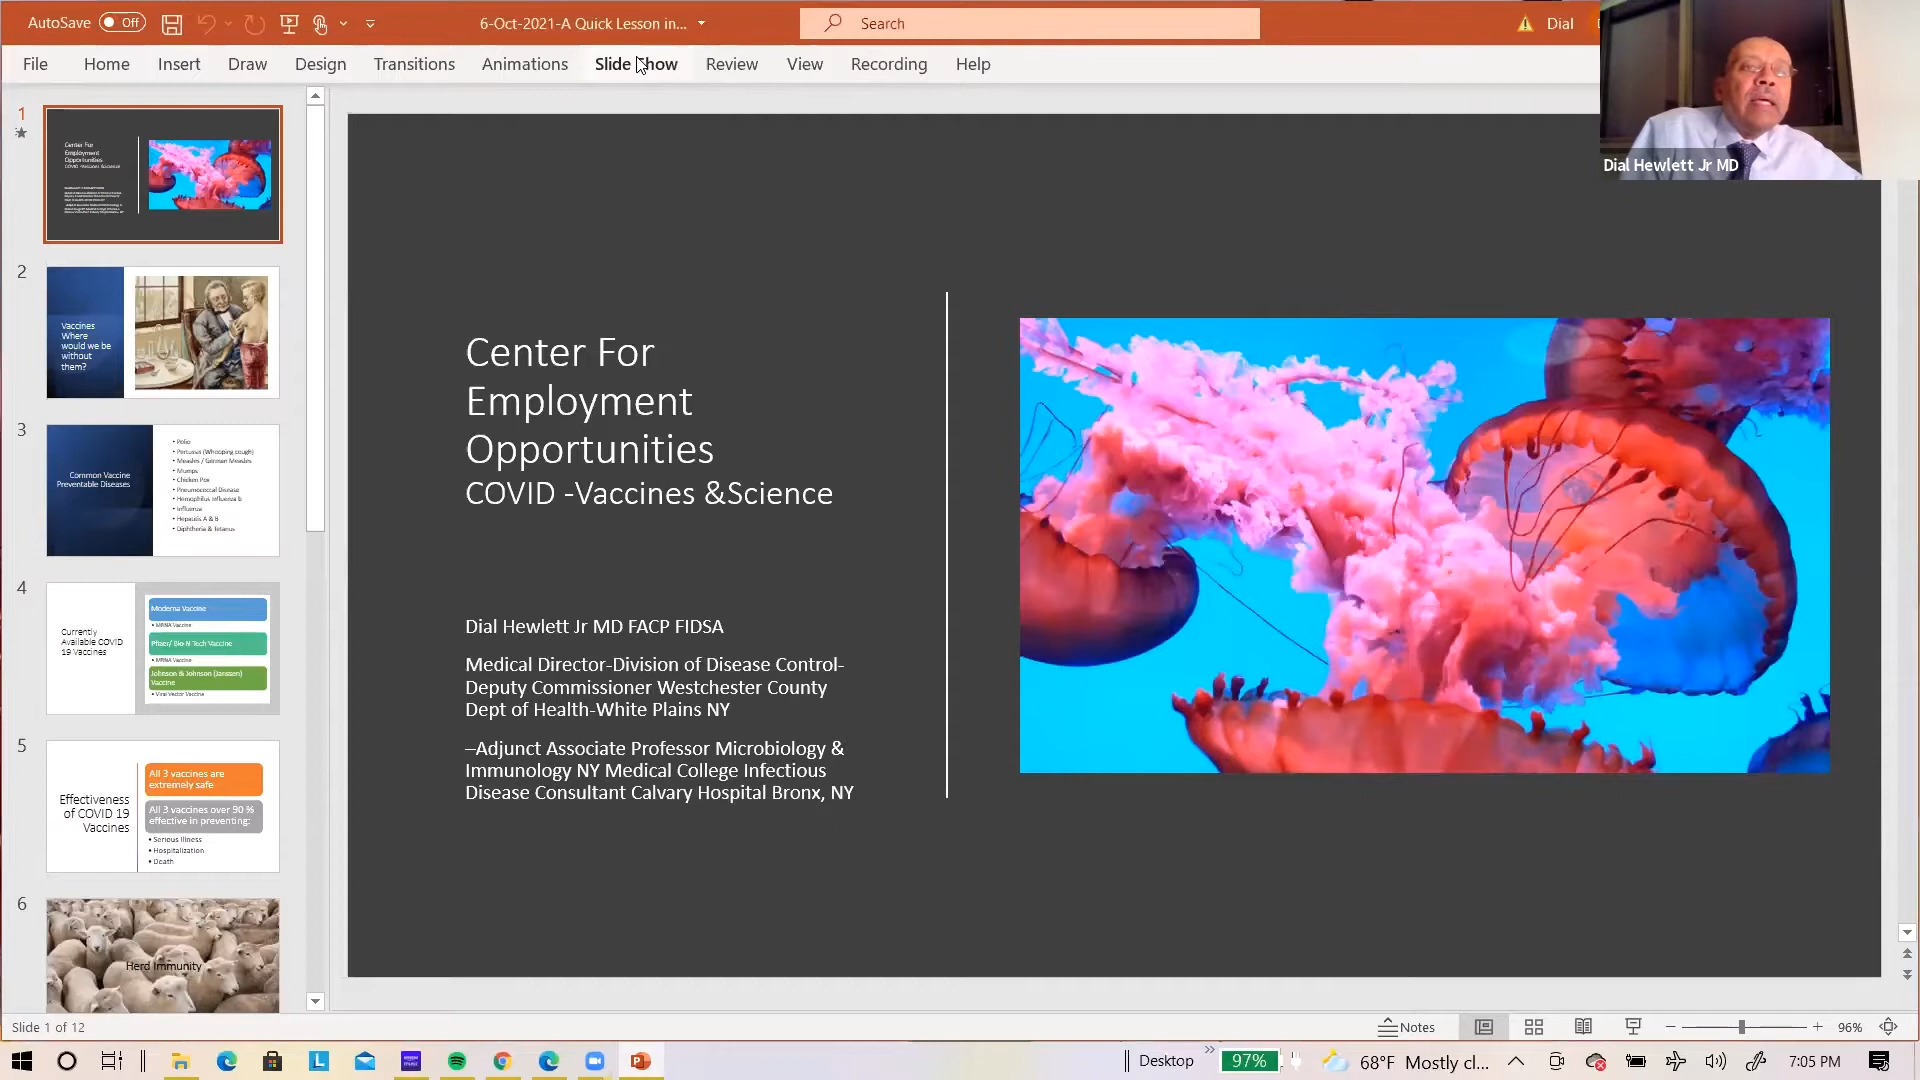 AutoSave Off
6-Oct-2021-A Quick Lesson in...
Search
Dial
File Home Insert Draw Design Transitions Animations Slide Show Review View Recording Help
Dial Hewlett Jr MD
1
Center For
Employment
Opportunities
COVID -Vaccines &Science
2
Vaccines
Where
would we be
without
them?
3
Common Vaccine
Preventable Diseases
• Polio
• Pertussis (Whooping cough)
• Measles / German Measles
• Mumps
• Chicken Pox
• Pneumococcal Disease
• Hemophilus Influenza b
• Influenza
• Hepatitis A & B
• Diphtheria & Tetanus
4
Currently
Available COVID
19 Vaccines
Moderna Vaccine
• MRNA Vaccine
Pfizer/ Bio N Tech Vaccine
• MRNA Vaccine
Johnson & Johnson (Janssen)
Vaccine
• Viral Vector Vaccine
5
Effectiveness
of COVID 19
Vaccines
All 3 vaccines are
extremely safe
All 3 vaccines over 90 %
effective in preventing:
• Serious Illness
• Hospitalization
• Death
6
Herd Immunity
Center For
Employment
Opportunities
COVID -Vaccines &Science
Dial Hewlett Jr MD FACP FIDSA
Medical Director-Division of Disease Control-
Deputy Commissioner Westchester County
Dept of Health-White Plains NY
–Adjunct Associate Professor Microbiology &
Immunology NY Medical College Infectious
Disease Consultant Calvary Hospital Bronx, NY
Slide 1 of 12
Notes
96%
Desktop
97%
68°F Mostly cl...
7:05 PM